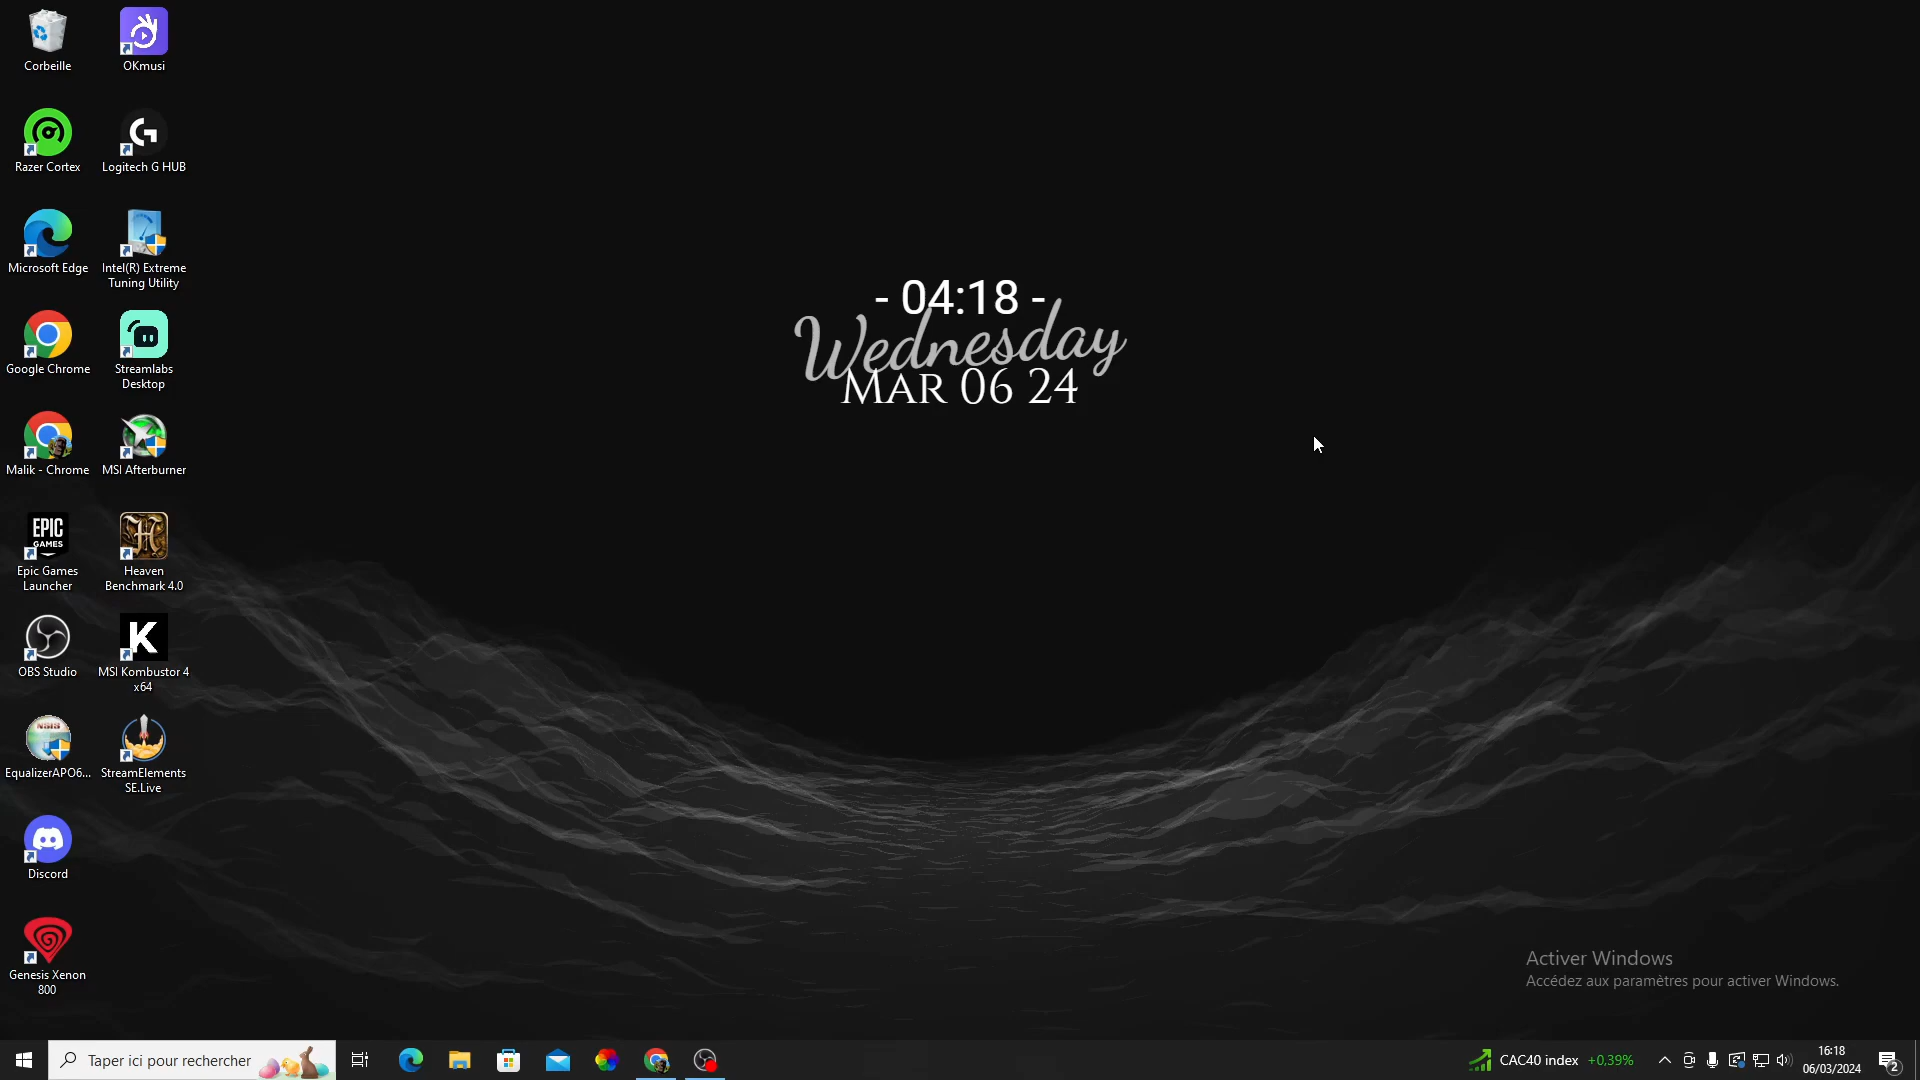 Corbeille
OKmusi
Razer Cortex
Logitech G HUB
Microsoft Edge
Intel(R) Extreme
Tuning Utility
Google Chrome
Streamlabs
Desktop
Malik - Chrome
MSI Afterburner
EPIC
GAMES
Epic Games
Launcher
H
Heaven
Benchmark 4.0
OBS Studio
K
MSI Kombustor 4
x64
NSIS
EqualizerAPO6...
StreamElements
SE.Live
Discord
Genesis Xenon
800
- 04:18 -
Wednesday
MAR 06 24
Activer Windows
Accédez aux paramètres pour activer Windows.
Taper ici pour rechercher
CAC40 index +0,39%
16:18
06/03/2024
2